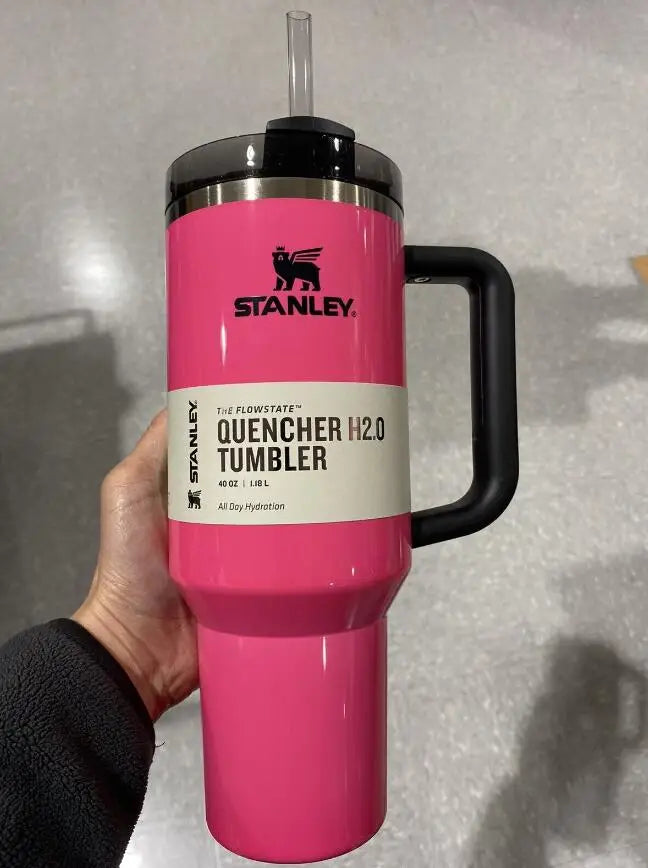 STANLEY®
STANLEY®
THE FLOWSTATE™
QUENCHER H2.0
TUMBLER
40 OZ | 1.18 L
All Day Hydration